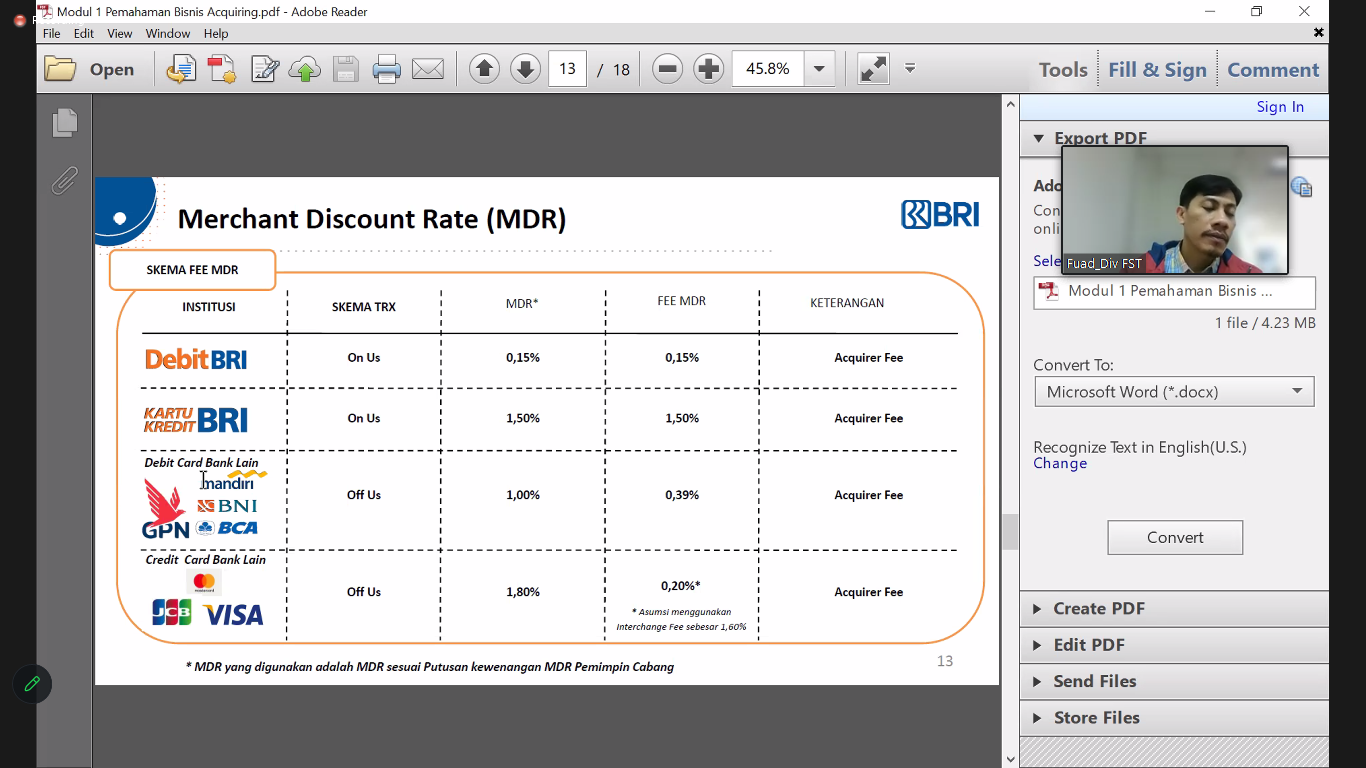 Modul 1 Pemahaman Bisnis Acquiring.pdf - Adobe Reader
File Edit View Window Help
Open 13 / 18 45.8% Tools Fill & Sign Comment
Sign In
Export PDF
Ado
Con
onli
Sele
Fuad_Div FST
Modul 1 Pemahaman Bisnis ...
1 file / 4.23 MB
Convert To:
Microsoft Word (*.docx)
Recognize Text in English(U.S.)
Change
Convert
Create PDF
Edit PDF
Send Files
Store Files
Merchant Discount Rate (MDR)
BRI
SKEMA FEE MDR
INSTITUSI SKEMA TRX MDR* FEE MDR KETERANGAN
Debit BRI On Us 0,15% 0,15% Acquirer Fee
KARTU KREDIT BRI On Us 1,50% 1,50% Acquirer Fee
Debit Card Bank Lain
mandiri
BNI
GPN BCA
Off Us 1,00% 0,39% Acquirer Fee
Credit Card Bank Lain
JCB VISA
Off Us 1,80% 0,20%* Acquirer Fee
* Asumsi menggunakan
Interchange Fee sebesar 1,60%
* MDR yang digunakan adalah MDR sesuai Putusan kewenangan MDR Pemimpin Cabang
13